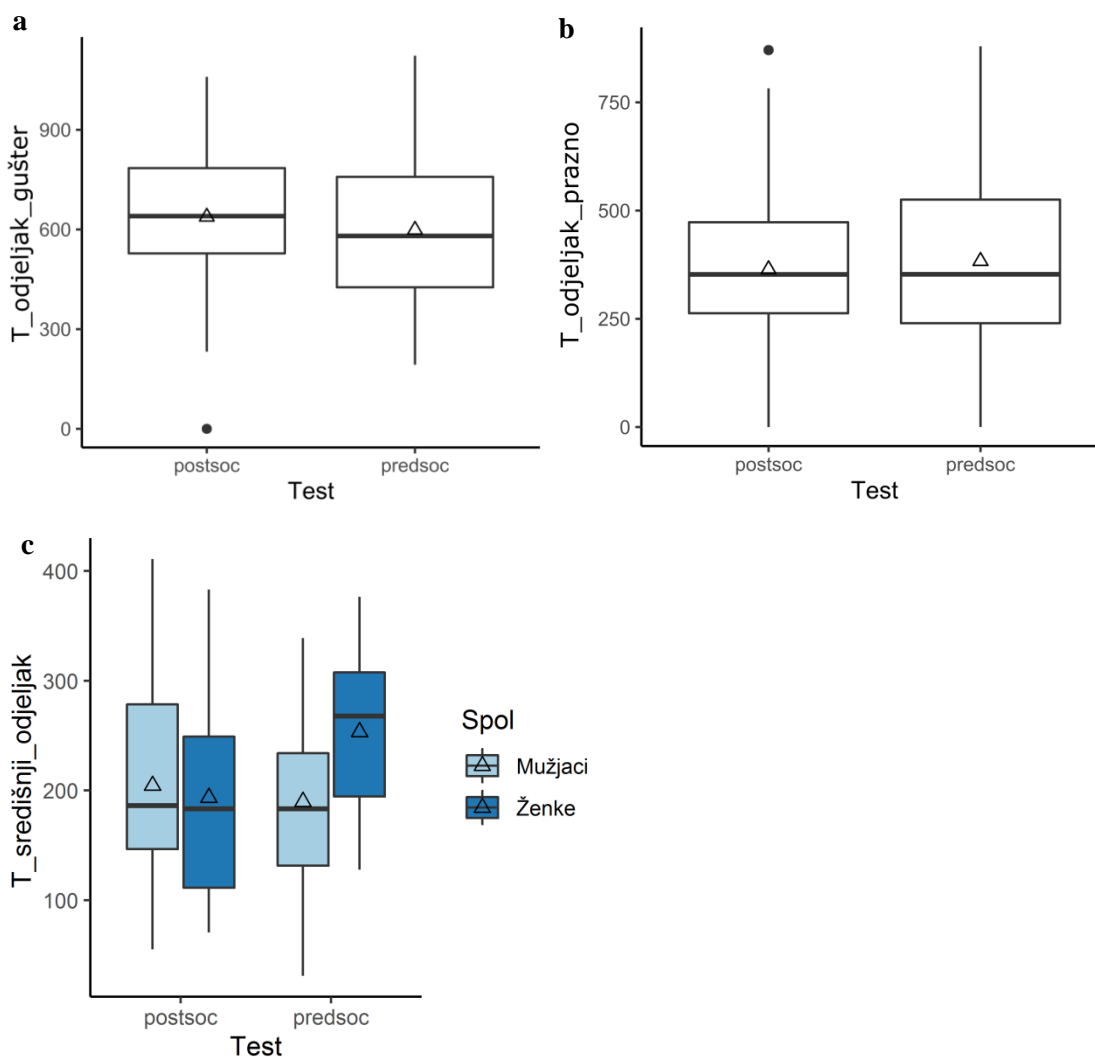 a
T_odjeljak_gušter
900
600
300
0
postsoc predsoc
Test
b
T_odjeljak_prazno
750
500
250
0
postsoc predsoc
Test
c
T_središnji_odjeljak
400
300
200
100
postsoc predsoc
Test
Spol
Mužjaci
Ženke